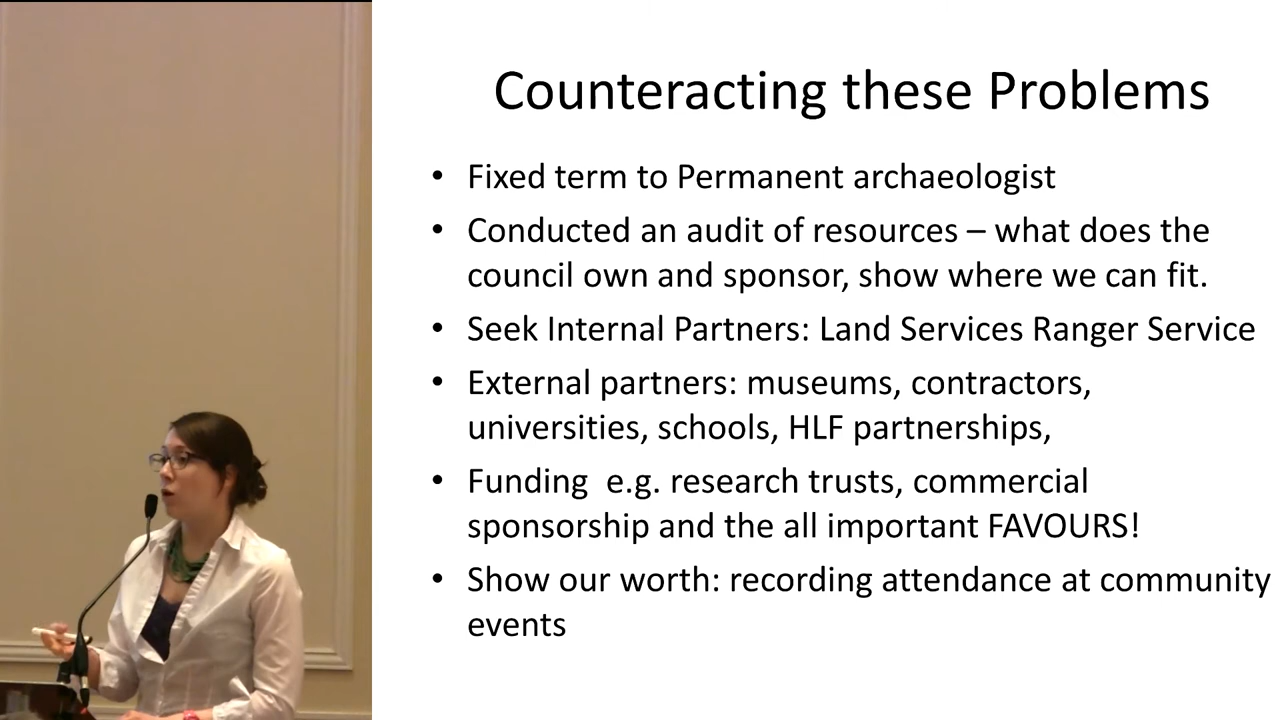 Counteracting these Problems
• Fixed term to Permanent archaeologist
• Conducted an audit of resources – what does the
council own and sponsor, show where we can fit.
• Seek Internal Partners: Land Services Ranger Service
• External partners: museums, contractors,
universities, schools, HLF partnerships,
• Funding  e.g. research trusts, commercial
sponsorship and the all important FAVOURS!
• Show our worth: recording attendance at community
events